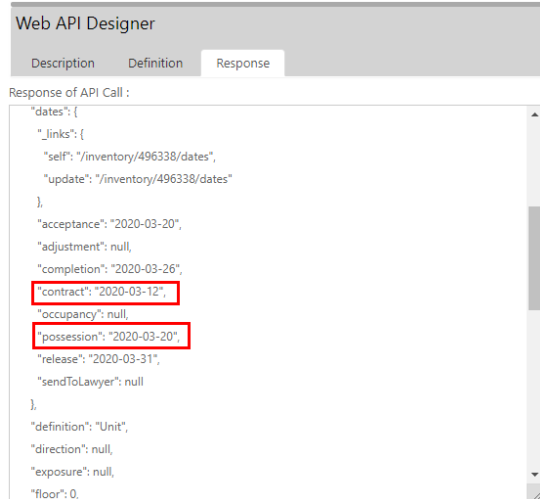 Web API Designer
Description Definition Response
Response of API Call :
"dates": {
"_links": {
"self": "/inventory/496338/dates",
"update": "/inventory/496338/dates"
},
"acceptance": "2020-03-20",
"adjustment": null,
"completion": "2020-03-26",
"contract": "2020-03-12",
"occupancy": null,
"possession": "2020-03-20",
"release": "2020-03-31",
"sendToLawyer": null
},
"definition": "Unit",
"direction": null,
"exposure": null,
"floor": 0,